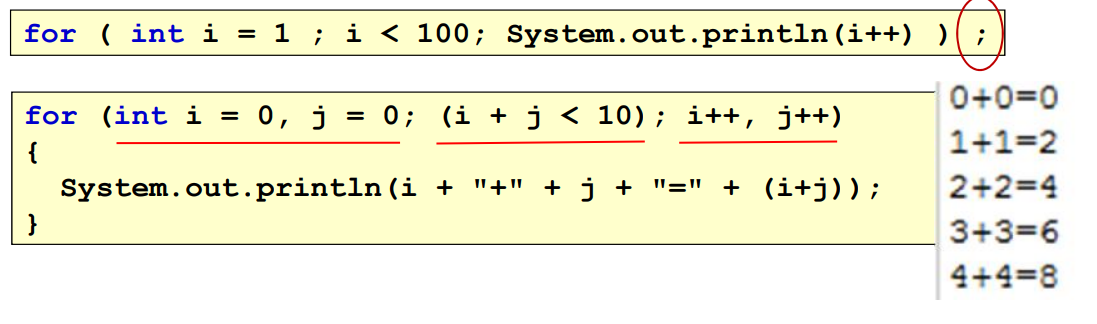 for ( int i = 1 ; i < 100; System.out.println(i++) ) ;
for (int i = 0, j = 0; (i + j < 10); i++, j++)
{
  System.out.println(i + "+" + j + "=" + (i+j));
}
0+0=0
1+1=2
2+2=4
3+3=6
4+4=8